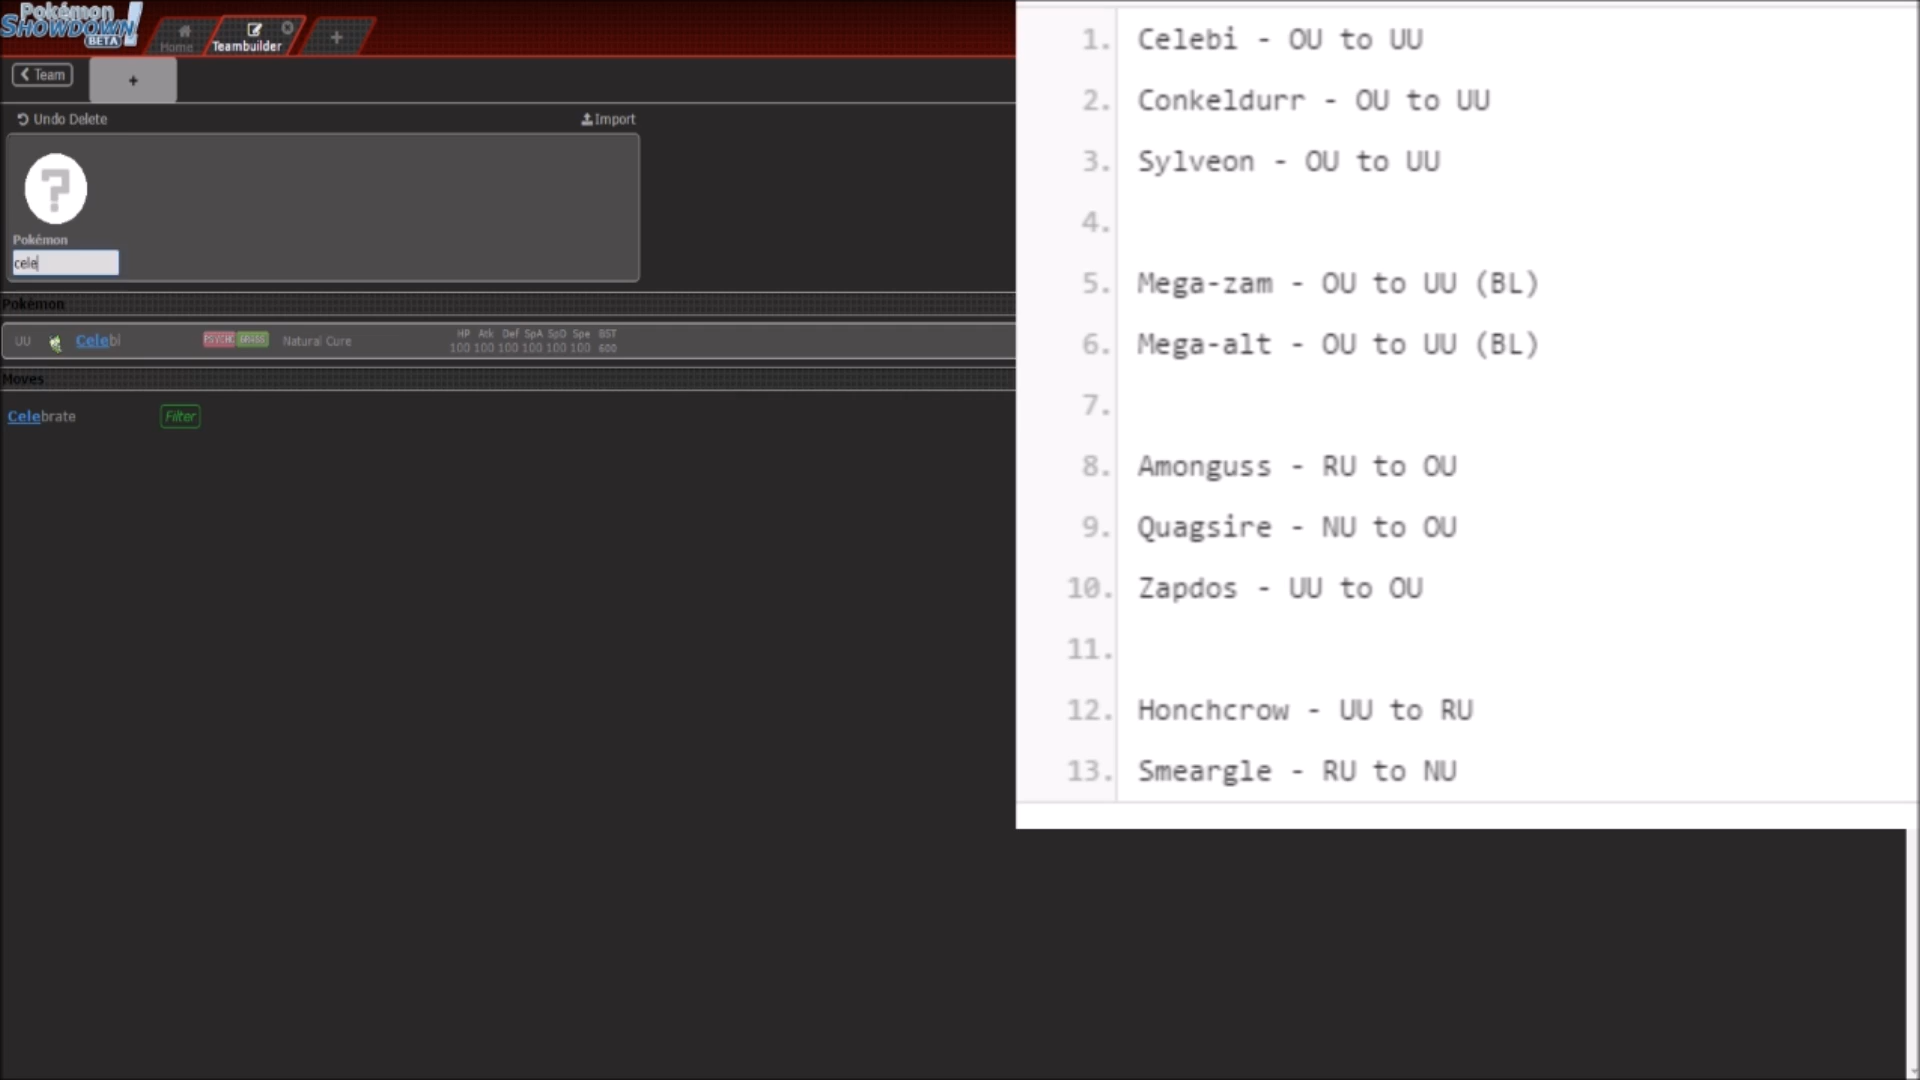 Pokémon
SHOWDOWN!
BETA
Home
Teambuilder
+
Team
+
Undo Delete
Import
?
Pokémon
cele
Pokémon
UU Celebi PSYCHC GRASS Natural Cure
HP Atk Def SpA SpD Spe BST
100 100 100 100 100 100 600
Moves
Celebrate Filter
1. Celebi - OU to UU
2. Conkeldurr - OU to UU
3. Sylveon - OU to UU
4.
5. Mega-zam - OU to UU (BL)
6. Mega-alt - OU to UU (BL)
7.
8. Amonguss - RU to OU
9. Quagsire - NU to OU
10. Zapdos - UU to OU
11.
12. Honchcrow - UU to RU
13. Smeargle - RU to NU